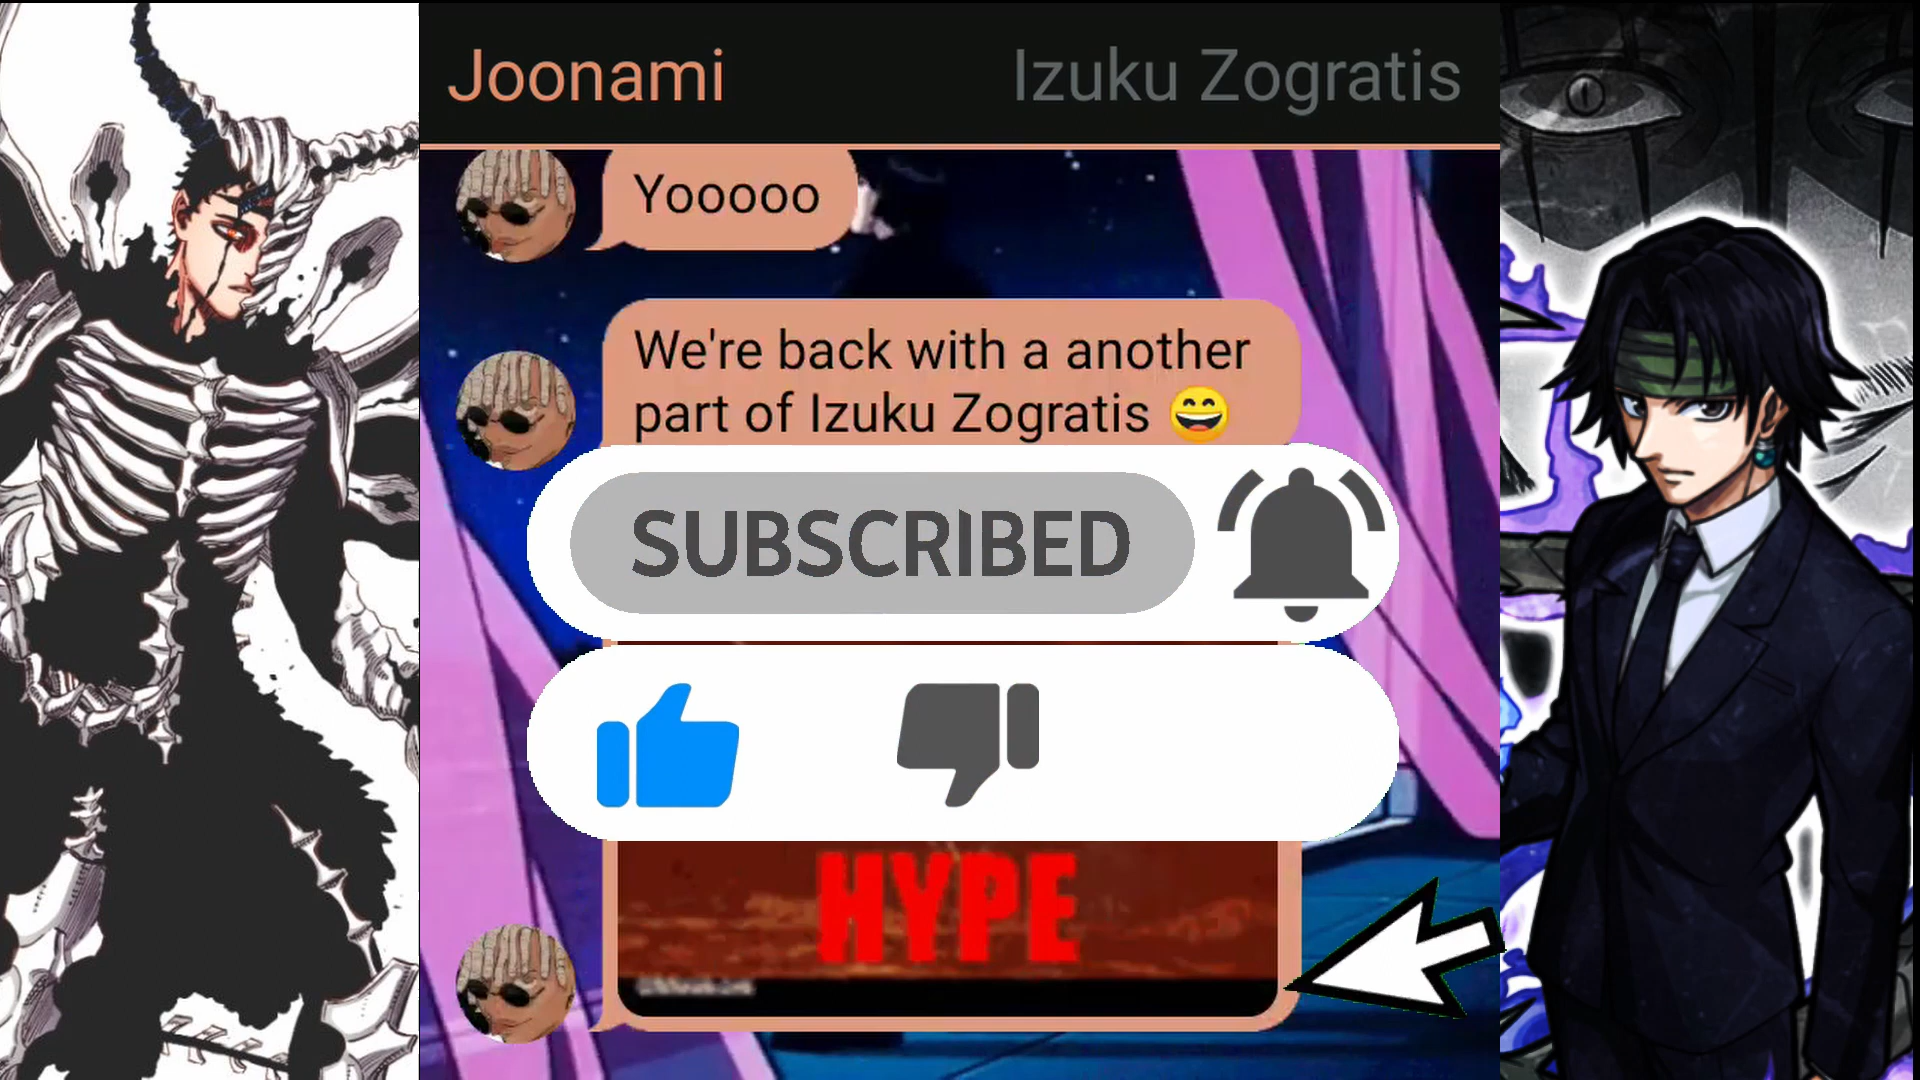 Joonami
Izuku Zogratis
Yooooo
We're back with a another
part of Izuku Zogratis 😄
SUBSCRIBED
HYPE